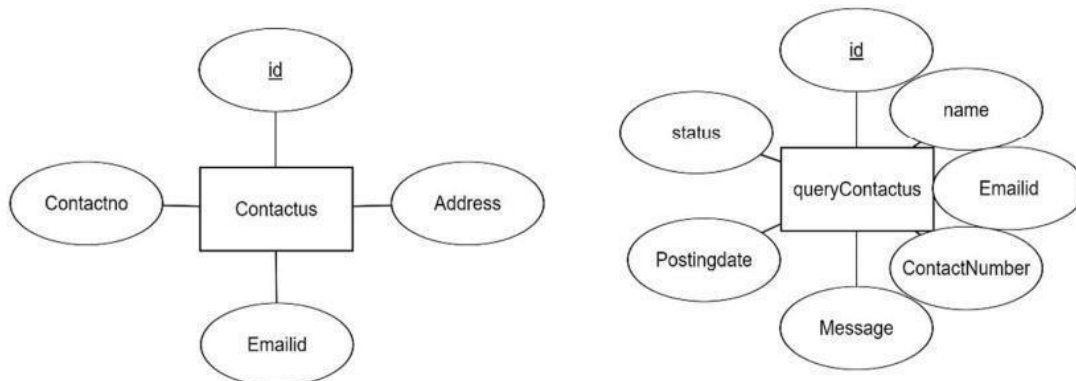 id
Contactno
Contactus
Address
Emailid
id
name
status
queryContactus
Emailid
Postingdate
ContactNumber
Message